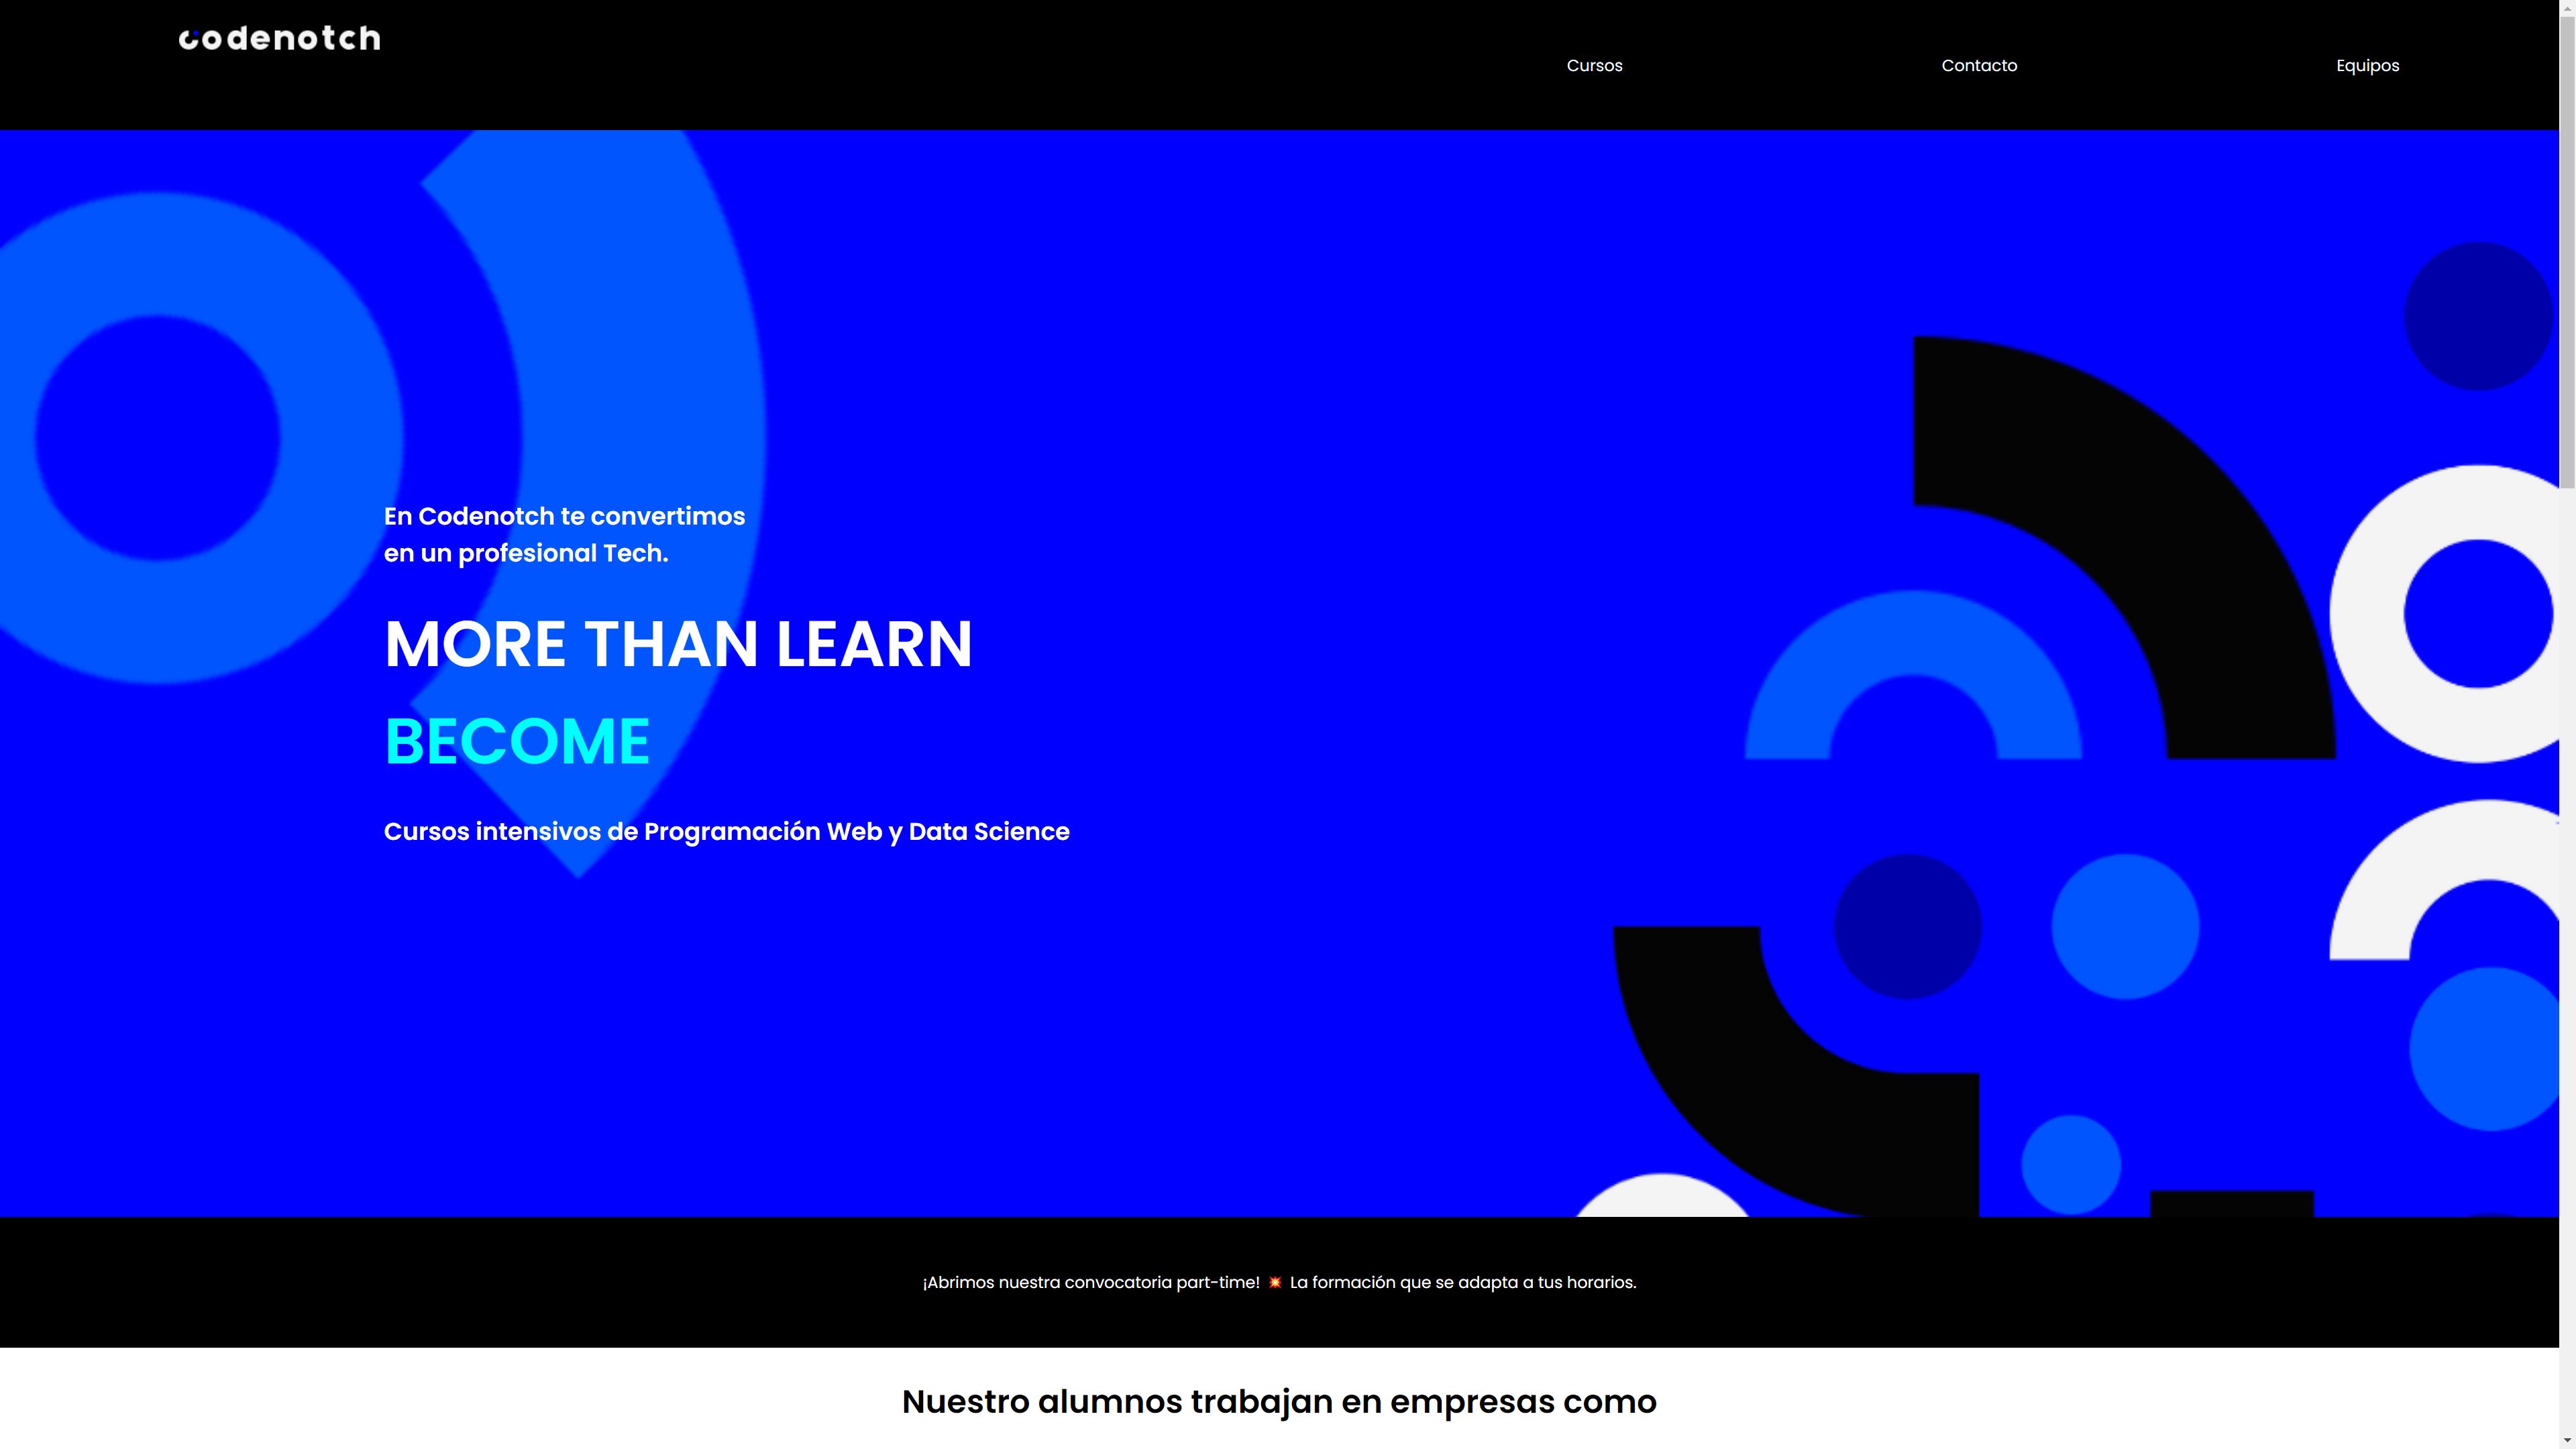 codenotch
Cursos
Contacto
Equipos
En Codenotch te convertimos
en un profesional Tech.
MORE THAN LEARN
BECOME
Cursos intensivos de Programación Web y Data Science
¡Abrimos nuestra convocatoria part-time! 💥 La formación que se adapta a tus horarios.
Nuestro alumnos trabajan en empresas como